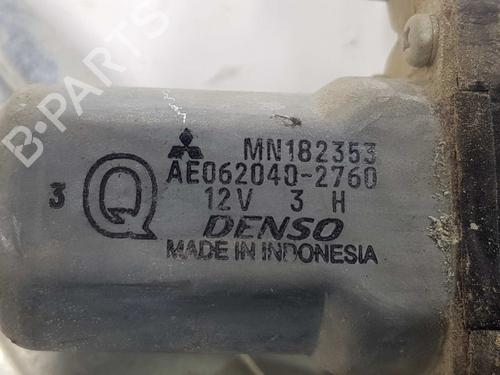 B-PARTS
MN182353
AE062040-2760
3 Q 12V 3 H
DENSO
MADE IN INDONESIA